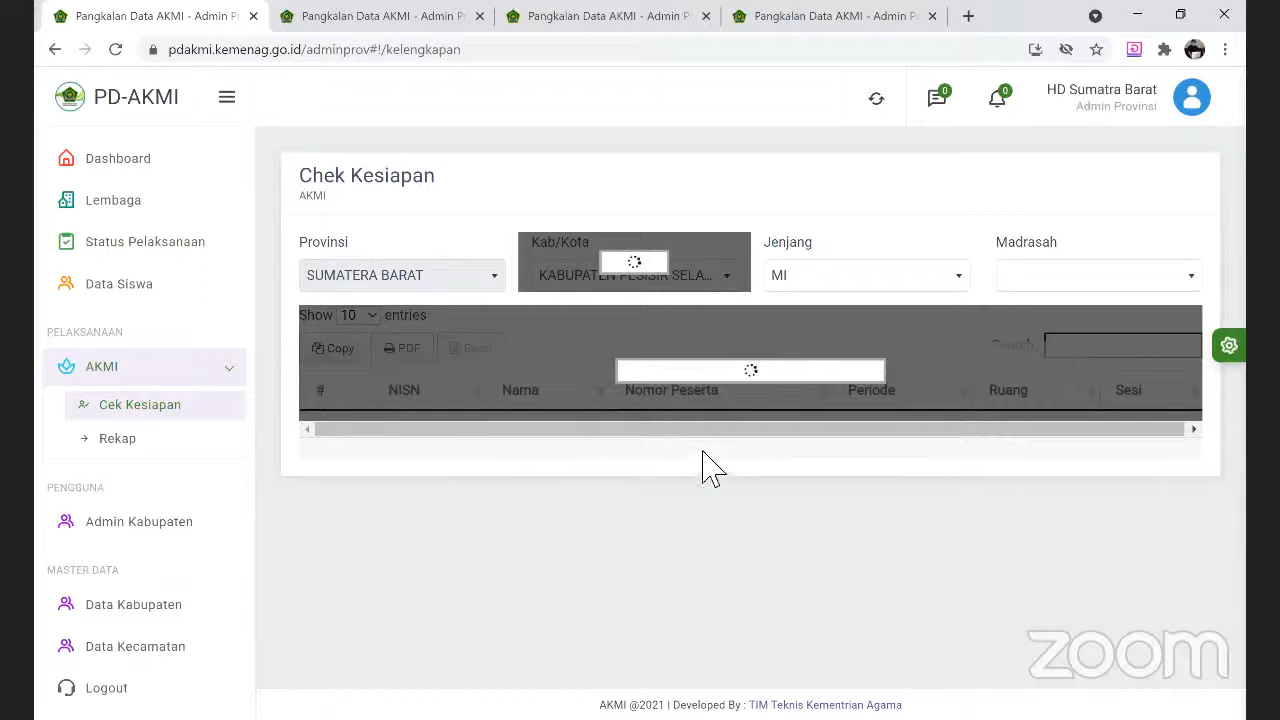 Pangkalan Data AKMI - Admin P
Pangkalan Data AKMI - Admin P
Pangkalan Data AKMI - Admin P
Pangkalan Data AKMI - Admin P
pdakmi.kemenag.go.id/adminprov#!/kelengkapan
PD-AKMI
0
0
HD Sumatra Barat
Admin Provinsi
Dashboard
Lembaga
Status Pelaksanaan
Data Siswa
PELAKSANAAN
AKMI
Cek Kesiapan
Rekap
PENGGUNA
Admin Kabupaten
MASTER DATA
Data Kabupaten
Data Kecamatan
Logout
Chek Kesiapan
AKMI
Provinsi
Kab/Kota
Jenjang
Madrasah
SUMATERA BARAT
KABUPATEN PESISIR SELA...
MI
Show 10 entries
Copy
PDF
Excel
Search
#
NISN
Nama
Nomor Peserta
Periode
Ruang
Sesi
zoom
AKMI @2021 | Developed By : TIM Teknis Kementrian Agama